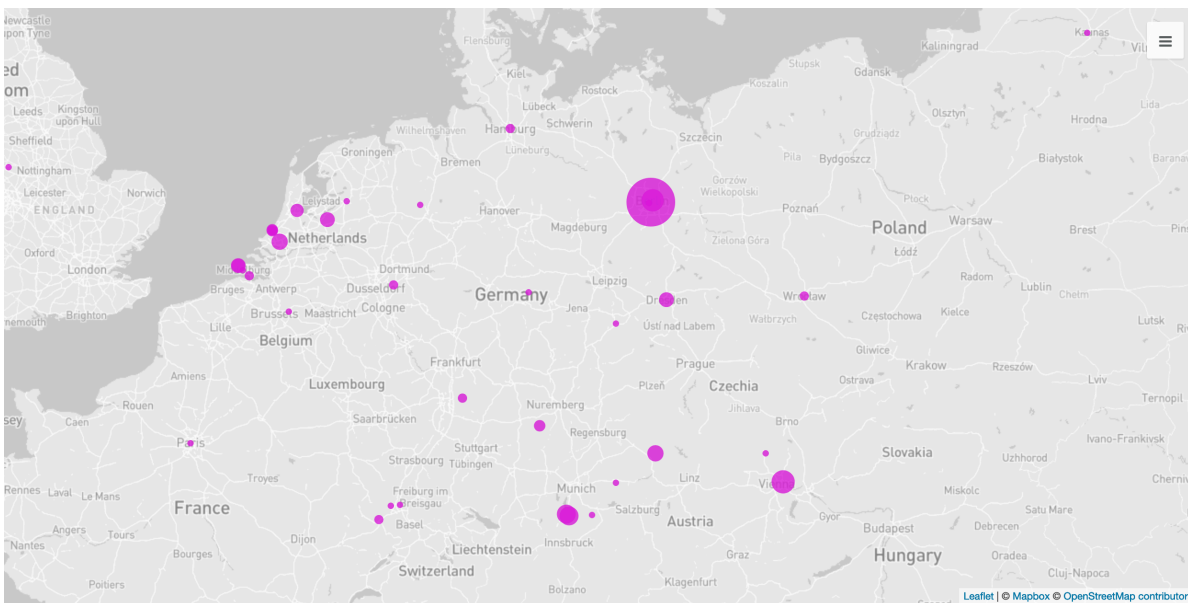 Newcastle
upon Tyne
Flensburg
Kaunas
Kaliningrad
Kiel
Słupsk
Gdansk
Koszalin
Rostock
Leeds
Kingston
upon Hull
Lübeck
Schwerin
Wilhelmshaven
Hamburg
Olsztyn
Lida
Hrodna
Sheffield
Szczecin
Grudziądz
Groningen
Lüneburg
Bremen
Pila
Bydgoszcz
Białystok
Nottingham
Leicester
Norwich
Lelystad
Gorzów
Wielkopolski
Płock
ENGLAND
Hanover
Poznań
Warsaw
Magdeburg
Poland
Brest
Netherlands
Zielona Góra
Łódź
Oxford
London
Dortmund
Radom
Lublin
Chełm
Bruges
Antwerp
Dusseldorf
Leipzig
Germany
Dresden
Wrocław
Brighton
Brussels
Maastricht
Cologne
Jena
Częstochowa
Kielce
Lutsk
Lille
Ústí nad Labem
Wałbrzych
Belgium
Gliwice
Frankfurt
Prague
Krakow
Rzeszów
Amiens
Luxembourg
Plzeň
Czechia
Ostrava
Lviv
Rouen
Nuremberg
Jihlava
Ternopil
Caen
Saarbrücken
Brno
Regensburg
Paris
Stuttgart
Slovakia
Ivano-Frankivsk
Strasbourg
Tübingen
Uzhhorod
Troyes
Linz
Vienna
Rennes
Laval
Le Mans
Freiburg im
Breisgau
Munich
Miskolc
France
Salzburg
Austria
Győr
Satu Mare
Angers
Tours
Basel
Budapest
Debrecen
Nantes
Dijon
Liechtenstein
Innsbruck
Bourges
Graz
Hungary
Oradea
Switzerland
Cluj-Napoca
Poitiers
Bolzano
Klagenfurt
Leaflet | © Mapbox © OpenStreetMap contributor